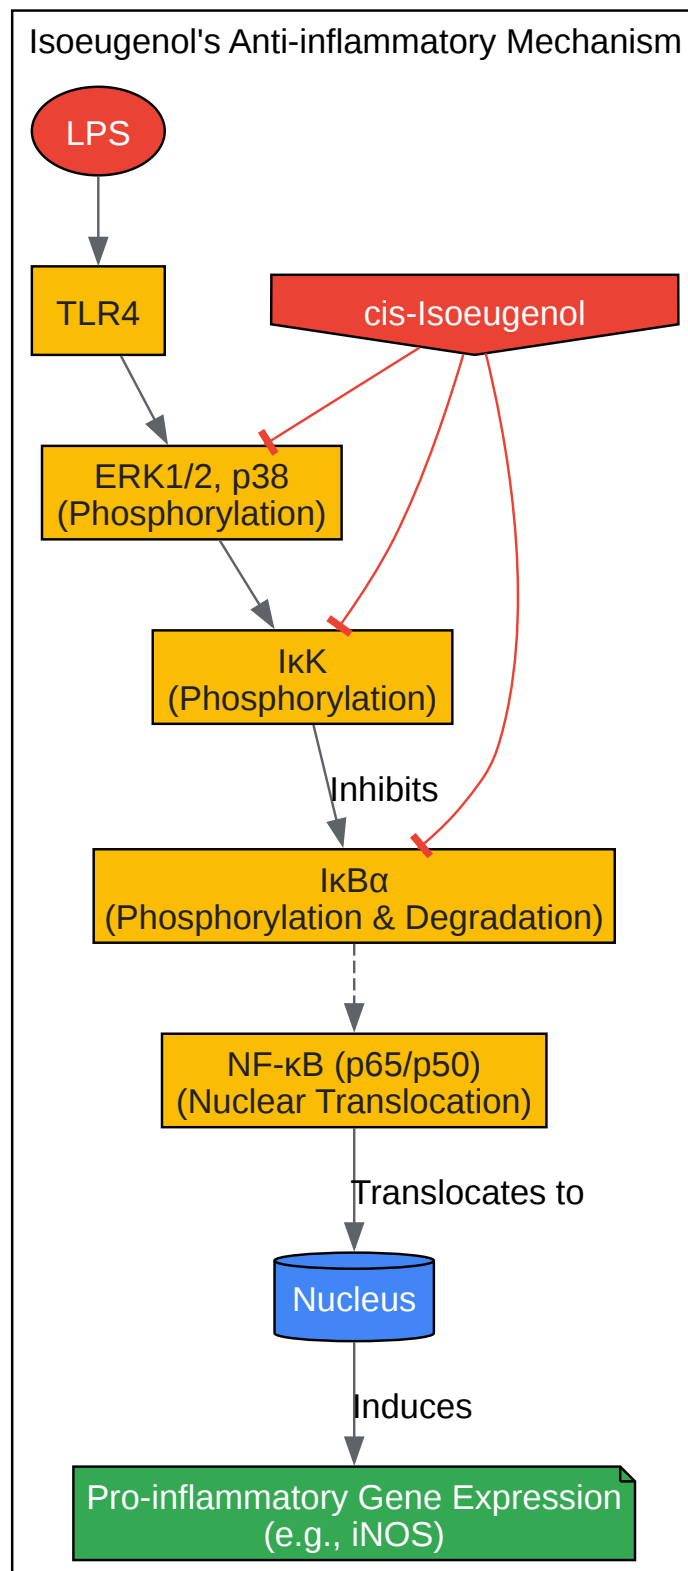 Isoeugenol's Anti-inflammatory Mechanism
LPS
TLR4
cis-Isoeugenol
ERK1/2, p38
(Phosphorylation)
IκK
(Phosphorylation)
Inhibits
IκBα
(Phosphorylation & Degradation)
NF-κB (p65/p50)
(Nuclear Translocation)
Translocates to
Nucleus
Induces
Pro-inflammatory Gene Expression
(e.g., iNOS)